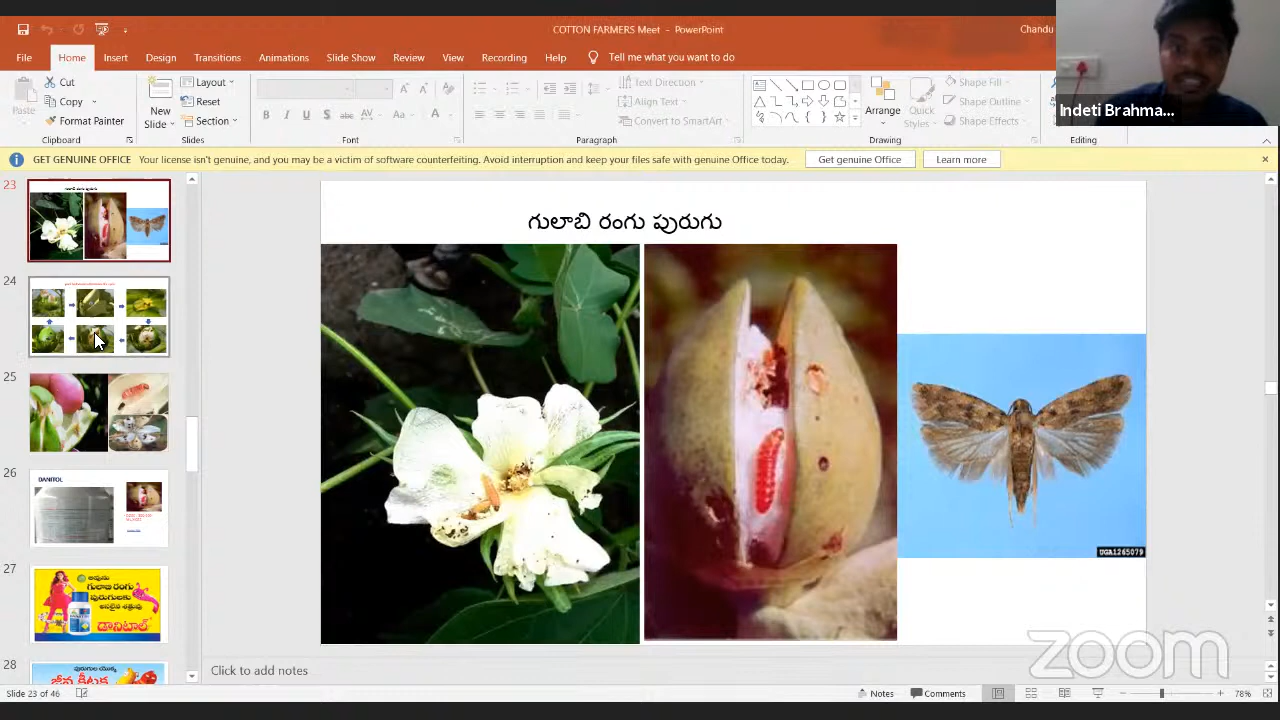 COTTON FARMERS Meet - PowerPoint
Chandu
File Home Insert Design Transitions Animations Slide Show Review View Recording Help Tell me what you want to do
Paste
Cut
Copy
Format Painter
Clipboard
New Slide
Layout
Reset
Section
Slides
Font
Text Direction
Align Text
Convert to SmartArt
Paragraph
Arrange
Quick Styles
Shape Fill
Shape Outline
Shape Effects
Drawing
Editing
Indeti Brahma...
GET GENUINE OFFICE Your license isn't genuine, and you may be a victim of software counterfeiting. Avoid interruption and keep your files safe with genuine Office today. Get genuine Office Learn more
23
24
25
26
DANITOL
27
అవును
గులాబి రంగు
పురుగులకు
అసలైన శత్రువు
డానిటాల్
28
పురుగుల యొక్క
గులాబి రంగు పురుగు
UGA1265079
zoom
Click to add notes
Slide 23 of 46
Notes
Comments
78%